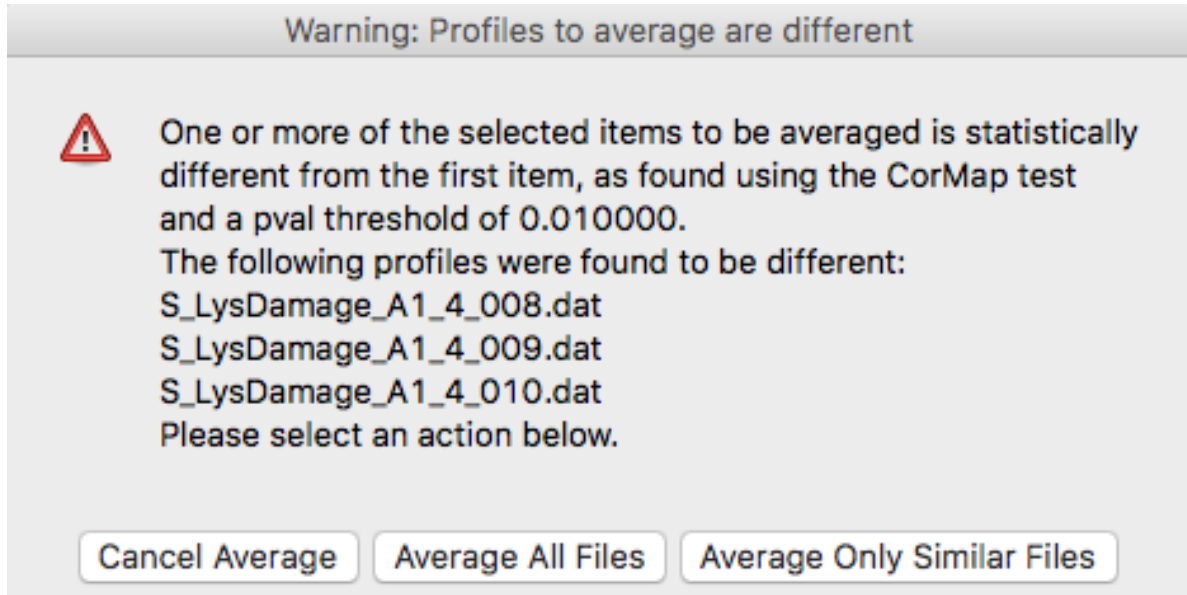 Warning: Profiles to average are different
One or more of the selected items to be averaged is statistically
different from the first item, as found using the CorMap test
and a pval threshold of 0.010000.
The following profiles were found to be different:
S_LysDamage_A1_4_008.dat
S_LysDamage_A1_4_009.dat
S_LysDamage_A1_4_010.dat
Please select an action below.
Cancel Average Average All Files Average Only Similar Files